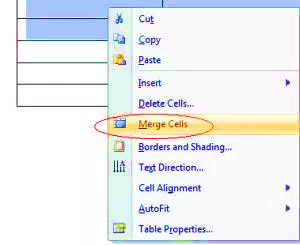 Cut
Copy
Paste
Insert
Delete Cells...
Merge Cells
Borders and Shading...
Text Direction...
Cell Alignment
AutoFit
Table Properties...